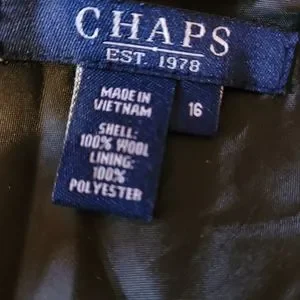 CHAPS
EST. 1978
MADE IN
VIETNAM
16
SHELL:
100% WOOL
LINING:
100%
POLYESTER